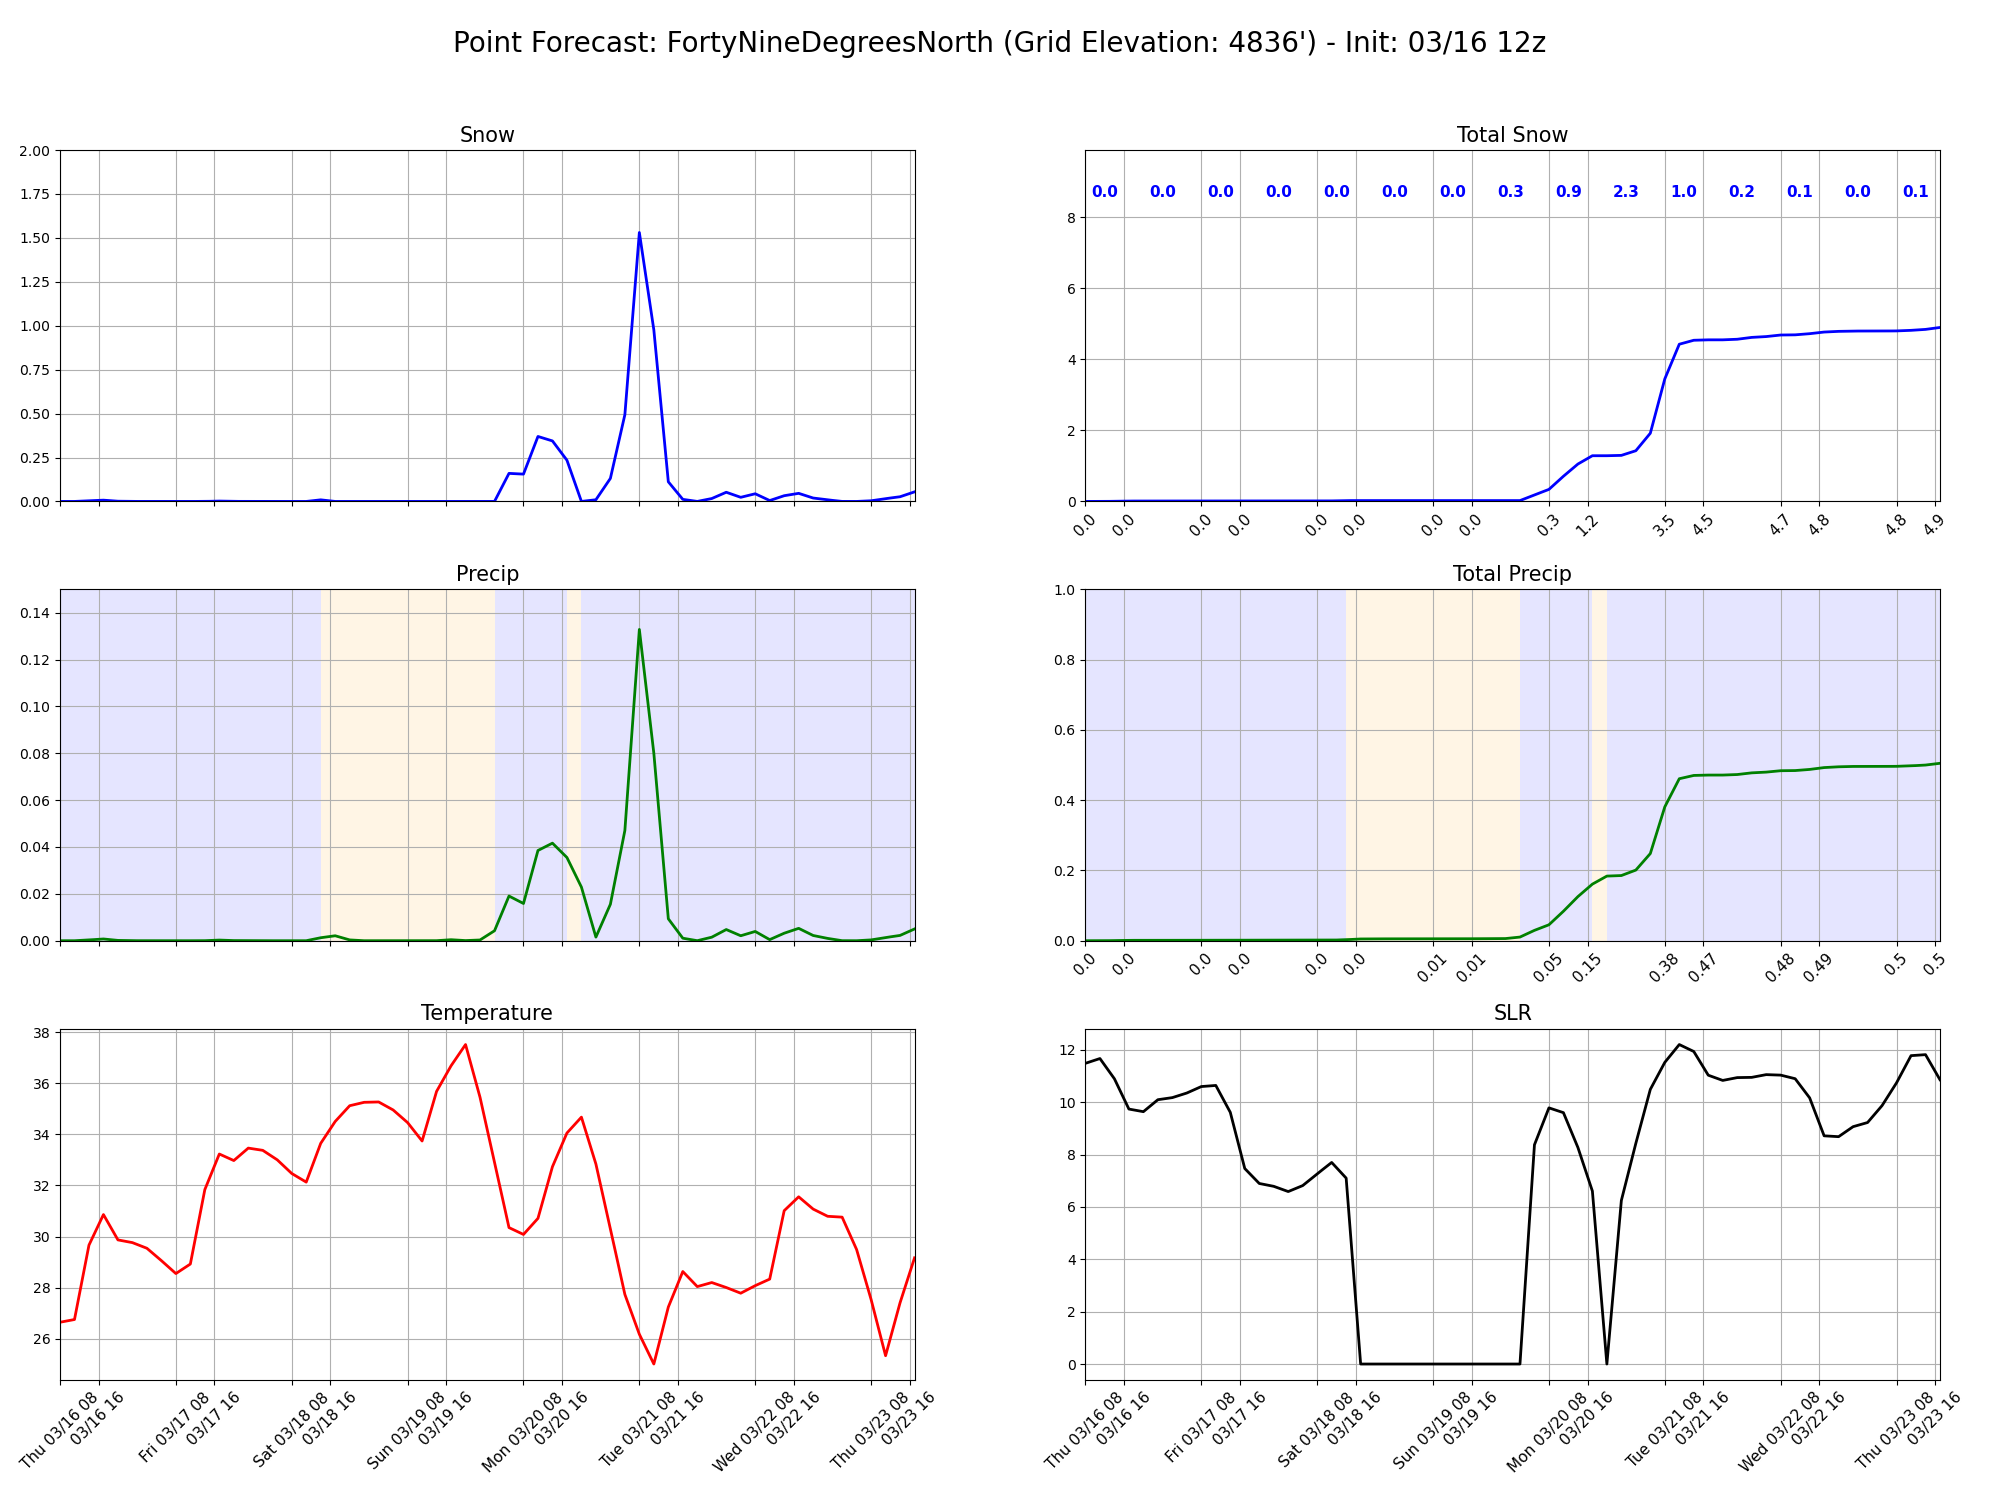 Point Forecast: FortyNineDegreesNorth (Grid Elevation: 4836') - Init: 03/16 12z
Snow
2.00
1.75
1.50
1.25
1.00
0.75
0.50
0.25
0.00
Total Snow
0.0 0.0 0.0 0.0 0.0 0.0 0.0 0.3 0.9 2.3 1.0 0.2 0.1 0.0 0.1
8
6
4
2
0
0.0 0.0 0.0 0.0 0.0 0.0 0.0 0.0 0.3 1.2 3.5 4.5 4.7 4.8 4.8 4.9
Precip
0.14
0.12
0.10
0.08
0.06
0.04
0.02
0.00
Total Precip
1.0
0.8
0.6
0.4
0.2
0.0
0.0 0.0 0.0 0.0 0.0 0.0 0.01 0.01 0.05 0.15 0.38 0.47 0.48 0.49 0.5 0.5
Temperature
38
36
34
32
30
28
26
Thu 03/16 08
03/16 16
Fri 03/17 08
03/17 16
Sat 03/18 08
03/18 16
Sun 03/19 08
03/19 16
Mon 03/20 08
03/20 16
Tue 03/21 08
03/21 16
Wed 03/22 08
03/22 16
Thu 03/23 08
03/23 16
SLR
12
10
8
6
4
2
0
Thu 03/16 08
03/16 16
Fri 03/17 08
03/17 16
Sat 03/18 08
03/18 16
Sun 03/19 08
03/19 16
Mon 03/20 08
03/20 16
Tue 03/21 08
03/21 16
Wed 03/22 08
03/22 16
Thu 03/23 08
03/23 16